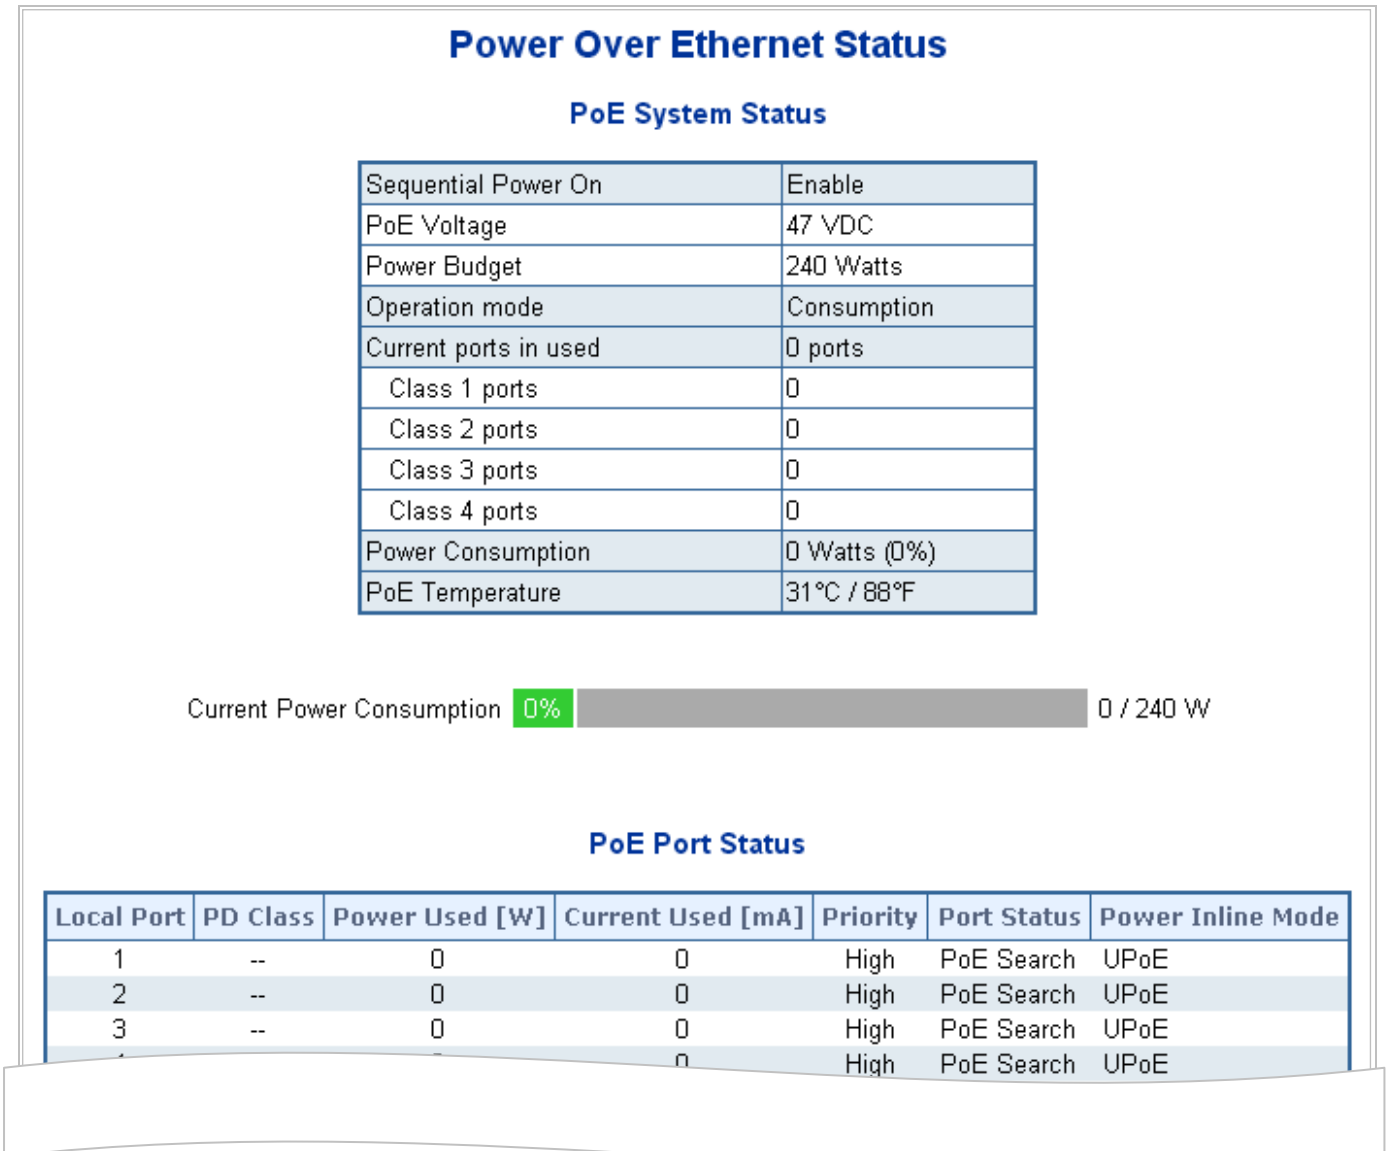 Power Over Ethernet Status
PoE System Status
Sequential Power On Enable
PoE Voltage 47 VDC
Power Budget 240 Watts
Operation mode Consumption
Current ports in used 0 ports
Class 1 ports 0
Class 2 ports 0
Class 3 ports 0
Class 4 ports 0
Power Consumption 0 Watts (0%)
PoE Temperature 31°C / 88°F
Current Power Consumption 0% 0 / 240 W
PoE Port Status
Local Port PD Class Power Used [W] Current Used [mA] Priority Port Status Power Inline Mode
1 -- 0 0 High PoE Search UPoE
2 -- 0 0 High PoE Search UPoE
3 -- 0 0 High PoE Search UPoE
0 High PoE Search UPoE